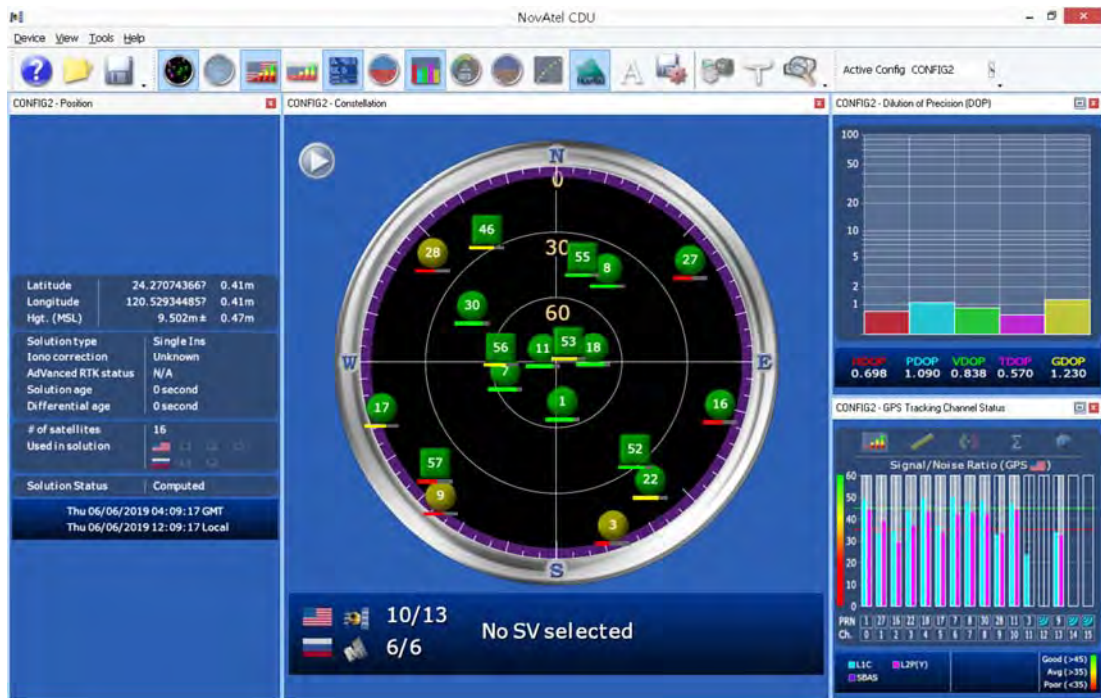 NovAtel CDU
Device View Tools Help
Active Config CONFIG2
CONFIG2 - Position
Latitude 24.27074366? 0.41m
Longitude 120.52934485? 0.41m
Hgt. (MSL) 9.502m ± 0.47m
Solution type Single Ins
Iono correction Unknown
AdVanced RTK status N/A
Solution age 0 second
Differential age 0 second
# of satellites 16
Used in solution
Solution Status Computed
Thu 06/06/2019 04:09:17 GMT
Thu 06/06/2019 12:09:17 Local
CONFIG2 - Constellation
N
0
46
28
30
55
8
27
30
60
56
11
53
18
W
E
7
1
17
16
57
52
9
22
3
S
10/13
6/6
No SV selected
CONFIG2 - Dilution of Precision (DOP)
100
50
20
10
5
2
1
HDOP PDOP VDOP TDOP GDOP
0.698 1.090 0.838 0.570 1.230
CONFIG2 - GPS Tracking Channel Status
Σ
Signal/Noise Ratio (GPS )
60
50
40
30
20
10
0
PRN 1 27 16 22 18 17 7 8 30 28 11 3 9
Ch. 0 1 2 3 4 5 6 7 8 9 10 11 12 13 14 15
L1C L2P(Y)
SBAS
Good (>45)
Avg (>35)
Poor (<35)